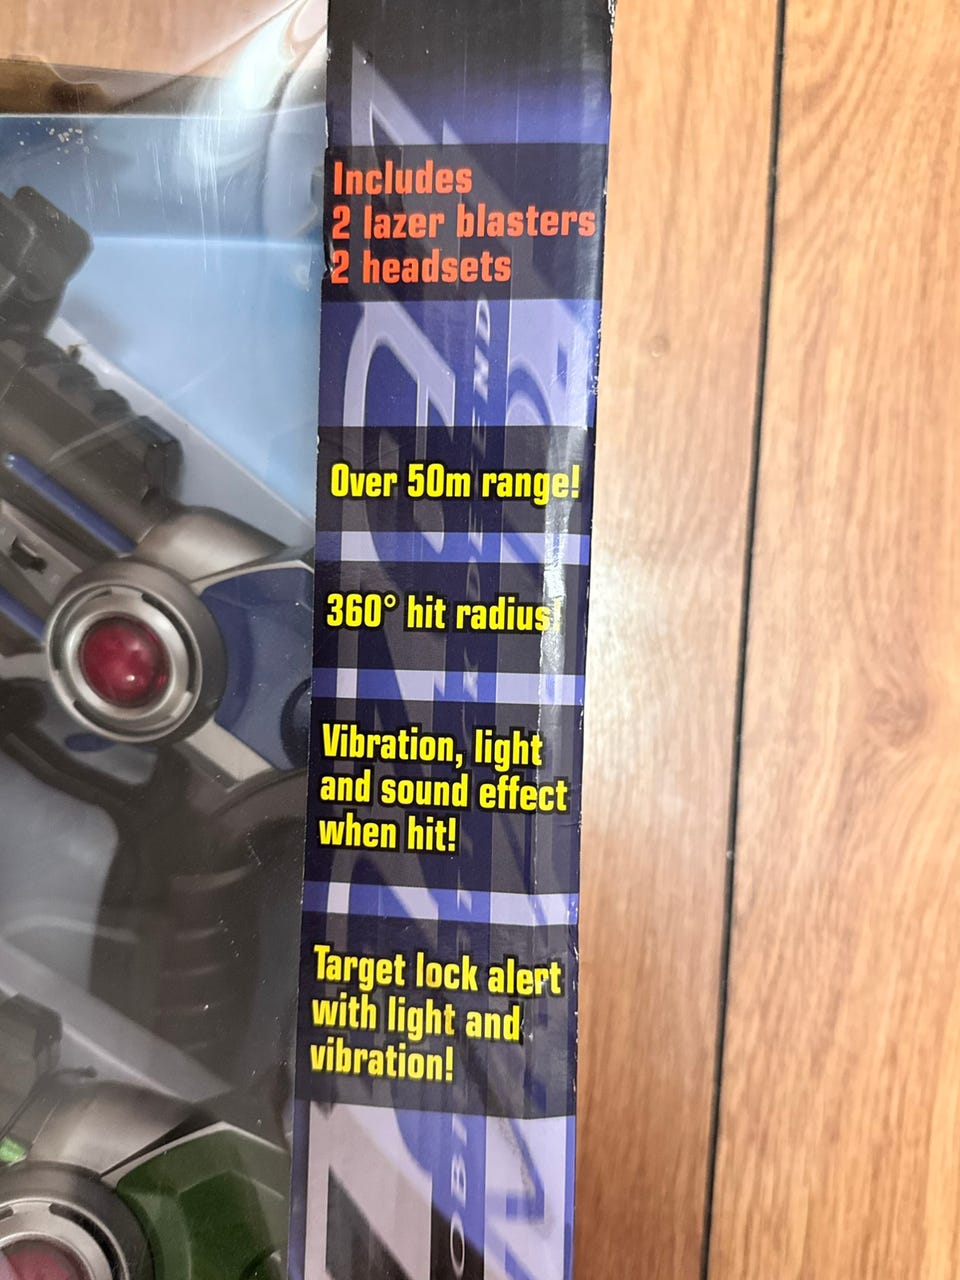 Includes
2 lazer blasters
2 headsets
Over 50m range!
360° hit radius!
Vibration, light
and sound effect
when hit!
Target lock alert
with light and
vibration!